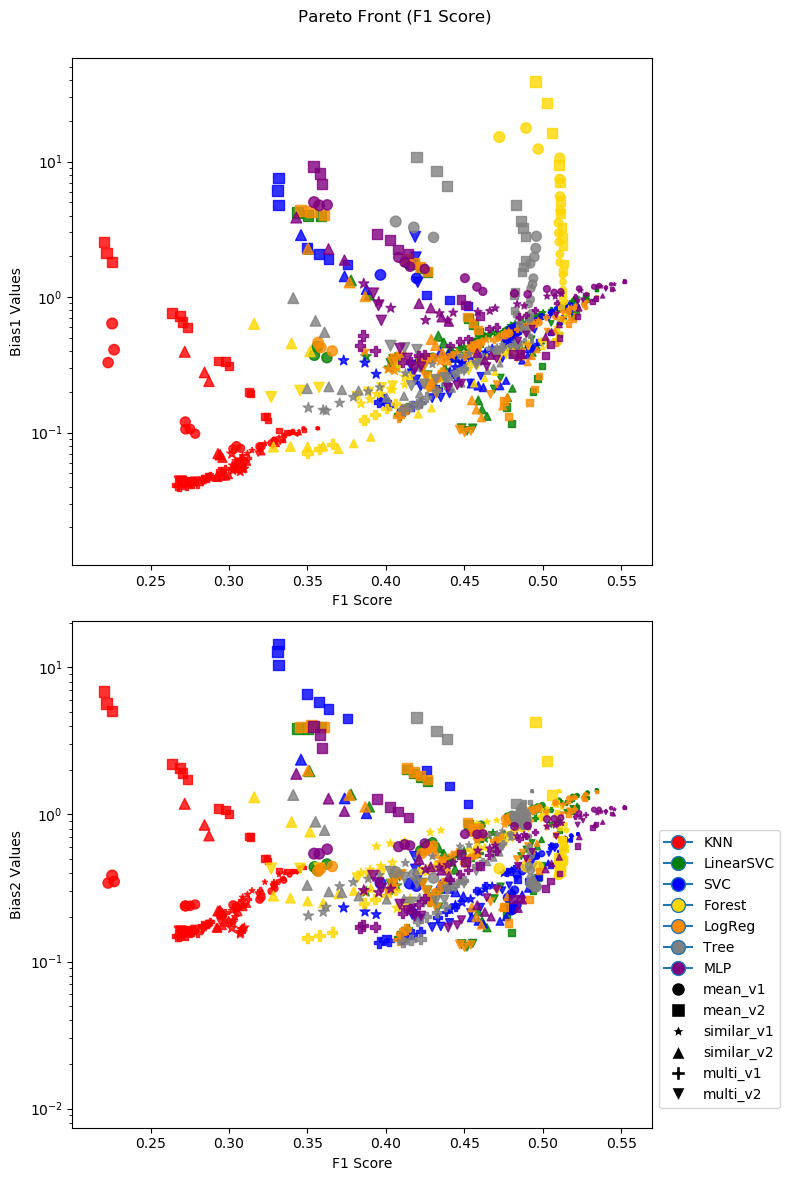 Pareto Front (F1 Score)
Bias1 Values
10¹
10⁰
10⁻¹
0.25 0.30 0.35 0.40 0.45 0.50 0.55
F1 Score
Bias2 Values
10¹
10⁰
10⁻¹
10⁻²
0.25 0.30 0.35 0.40 0.45 0.50 0.55
F1 Score
KNN
LinearSVC
SVC
Forest
LogReg
Tree
MLP
mean_v1
mean_v2
similar_v1
similar_v2
multi_v1
multi_v2